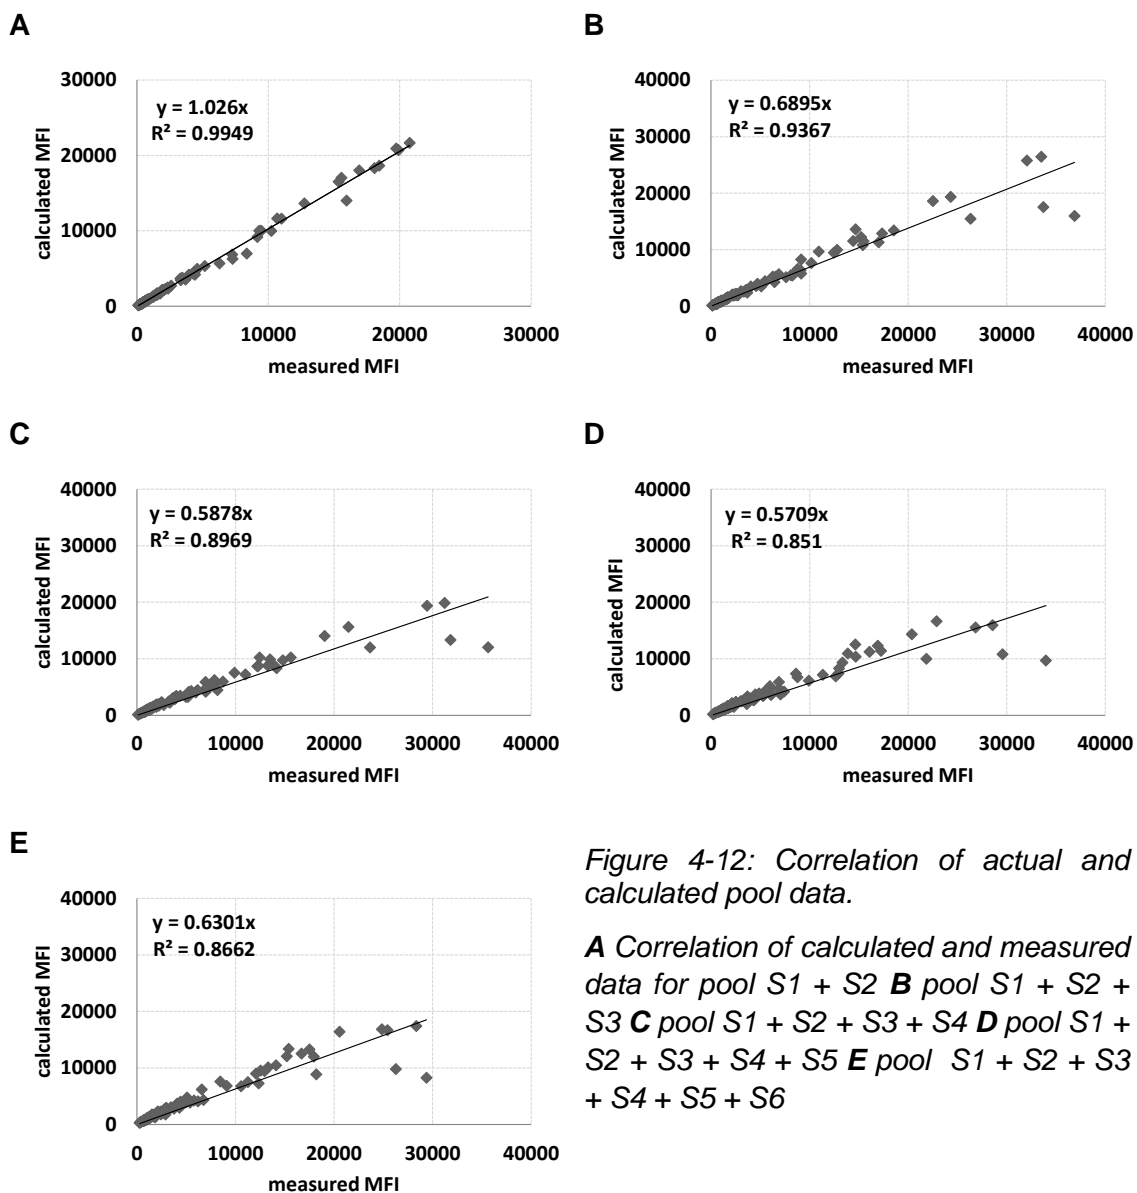 A
30000
20000
10000
0
calculated MFI
y = 1.026x
R² = 0.9949
0 10000 20000 30000
measured MFI
B
40000
30000
20000
10000
0
calculated MFI
y = 0.6895x
R² = 0.9367
0 10000 20000 30000 40000
measured MFI
C
40000
30000
20000
10000
0
calculated MFI
y = 0.5878x
R² = 0.8969
0 10000 20000 30000 40000
measured MFI
D
40000
30000
20000
10000
0
calculated MFI
y = 0.5709x
R² = 0.851
0 10000 20000 30000 40000
measured MFI
E
40000
30000
20000
10000
0
calculated MFI
y = 0.6301x
R² = 0.8662
0 10000 20000 30000 40000
measured MFI
Figure 4-12: Correlation of actual and
calculated pool data.
A Correlation of calculated and measured
data for pool S1 + S2 B pool S1 + S2 +
S3 C pool S1 + S2 + S3 + S4 D pool S1 +
S2 + S3 + S4 + S5 E pool S1 + S2 + S3
+ S4 + S5 + S6